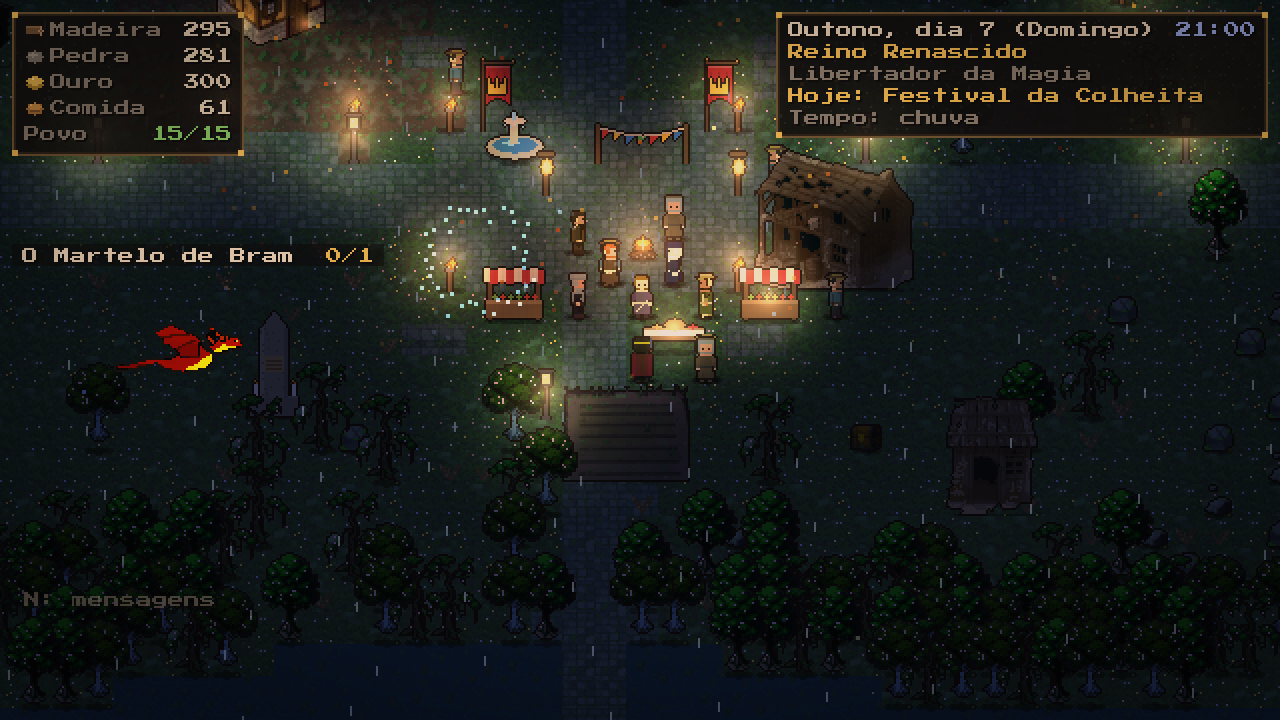 Madeira 295
Pedra 281
Ouro 300
Comida 61
Povo 15/15
Outono, dia 7 (Domingo) 21:00
Reino Renascido
Libertador da Magia
Hoje: Festival da Colheita
Tempo: chuva
O Martelo de Bram 0/1
N: mensagens